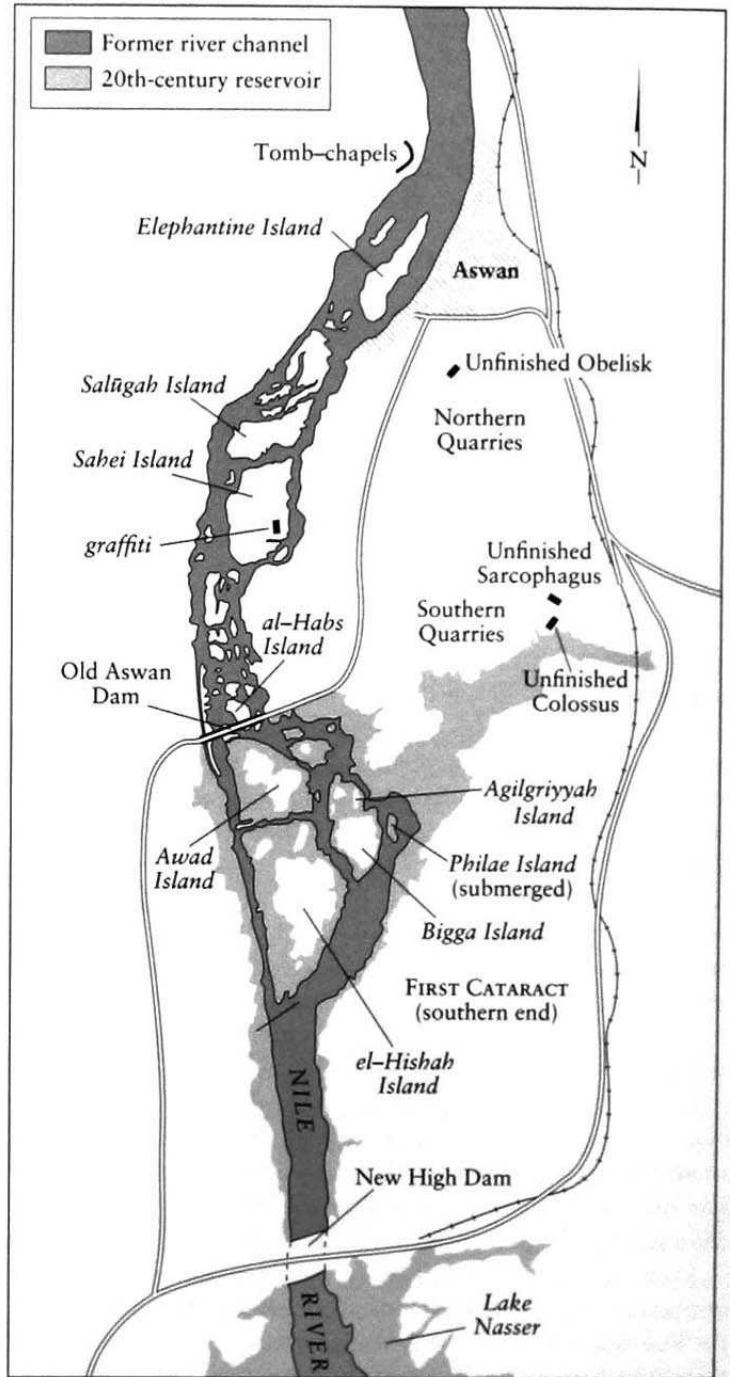 Former river channel
20th-century reservoir
Tomb-chapels
N
Elephantine Island
Aswan
Unfinished Obelisk
Salūgah Island
Northern
Quarries
Sahei Island
graffiti
Unfinished
Sarcophagus
al-Habs
Island
Southern
Quarries
Old Aswan
Dam
Unfinished
Colossus
Agilgriyyah
Island
Awad
Island
Philae Island
(submerged)
Bigga Island
FIRST CATARACT
(southern end)
el-Hishah
Island
NILE
New High Dam
Lake
Nasser
RIVER